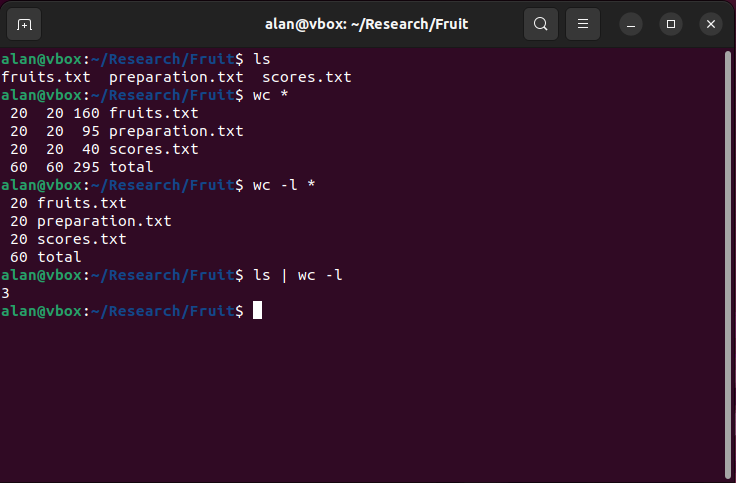 alan@vbox: ~/Research/Fruit
alan@vbox:~/Research/Fruit$ ls
fruits.txt  preparation.txt  scores.txt
alan@vbox:~/Research/Fruit$ wc *
 20  20 160 fruits.txt
 20  20  95 preparation.txt
 20  20  40 scores.txt
 60  60 295 total
alan@vbox:~/Research/Fruit$ wc -l *
 20 fruits.txt
 20 preparation.txt
 20 scores.txt
 60 total
alan@vbox:~/Research/Fruit$ ls | wc -l
3
alan@vbox:~/Research/Fruit$